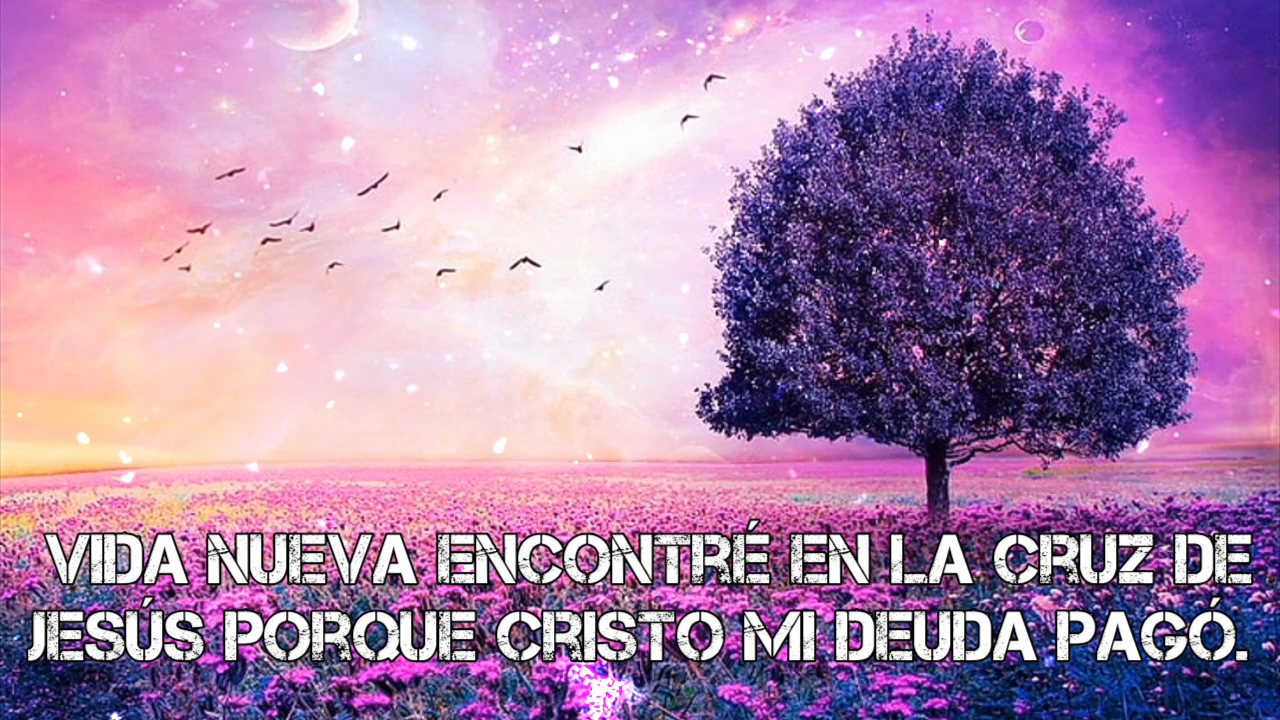 VIDA NUEVA ENCONTRÉ EN LA CRUZ DE
JESÚS PORQUE CRISTO MI DEUDA PAGÓ.